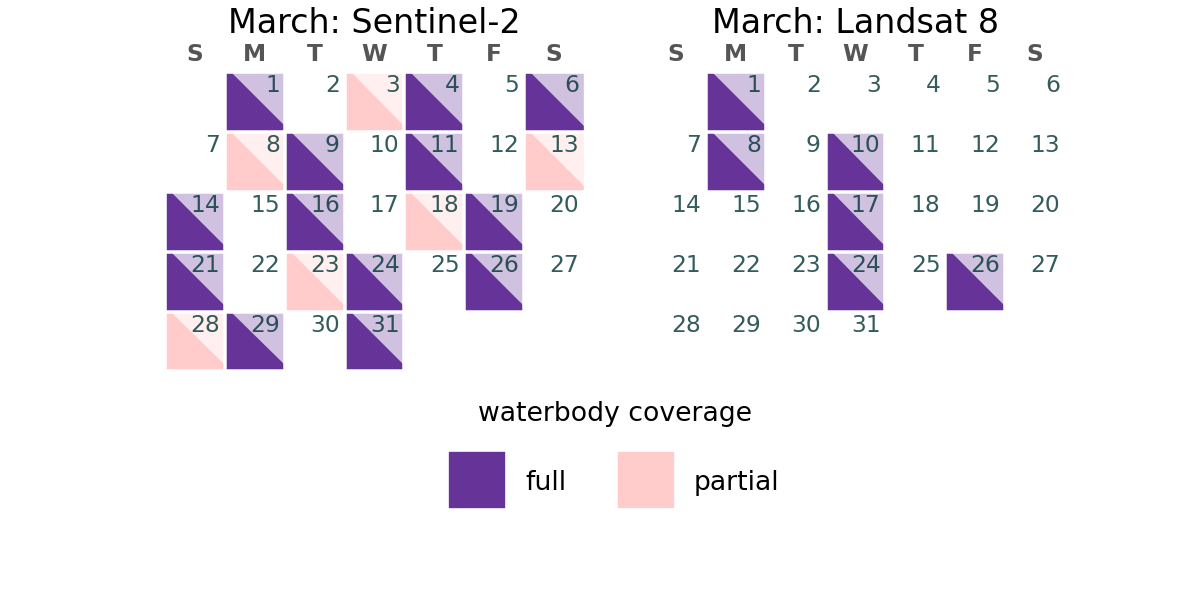 March: Sentinel-2
S M T W T F S
1 2 3 4 5 6
7 8 9 10 11 12 13
14 15 16 17 18 19 20
21 22 23 24 25 26 27
28 29 30 31
March: Landsat 8
S M T W T F S
1 2 3 4 5 6
7 8 9 10 11 12 13
14 15 16 17 18 19 20
21 22 23 24 25 26 27
28 29 30 31
waterbody coverage
full
partial